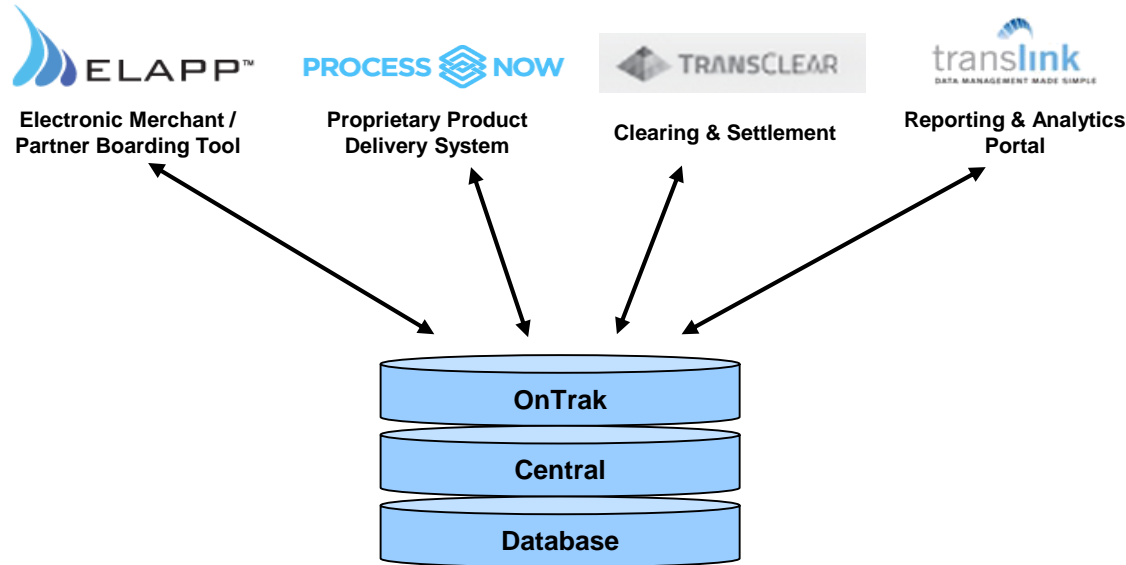 ELAPP™
PROCESS NOW
TRANSCLEAR
translink
DATA MANAGEMENT MADE SIMPLE
Electronic Merchant /
Partner Boarding Tool
Proprietary Product
Delivery System
Clearing & Settlement
Reporting & Analytics
Portal
OnTrak
Central
Database